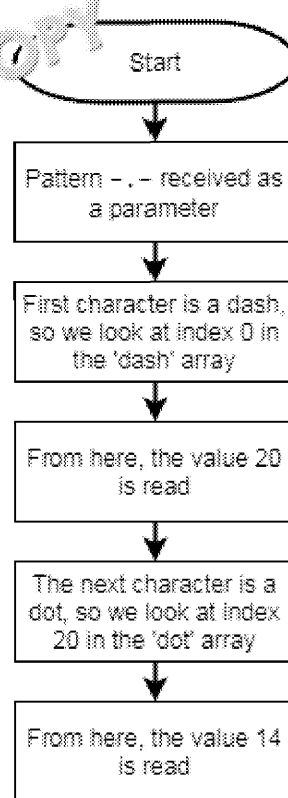 Start
Pattern -.- received as
a parameter
First character is a dash,
so we look at index 0 in
the 'dash' array
From here, the value 20
is read
The next character is a
dot, so we look at index
20 in the 'dot' array
From here, the value 14
is read